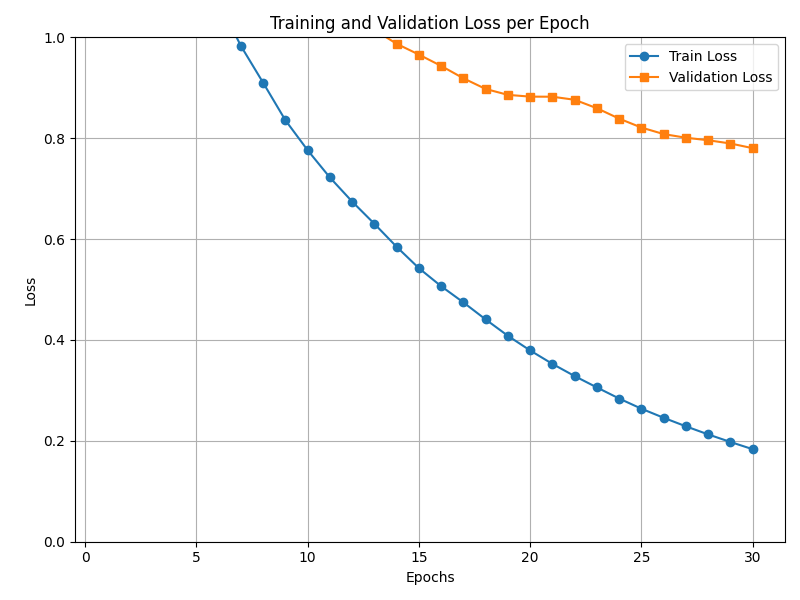 Training and Validation Loss per Epoch
Train Loss
Validation Loss
Loss
1.0
0.8
0.6
0.4
0.2
0.0
0 5 10 15 20 25 30
Epochs